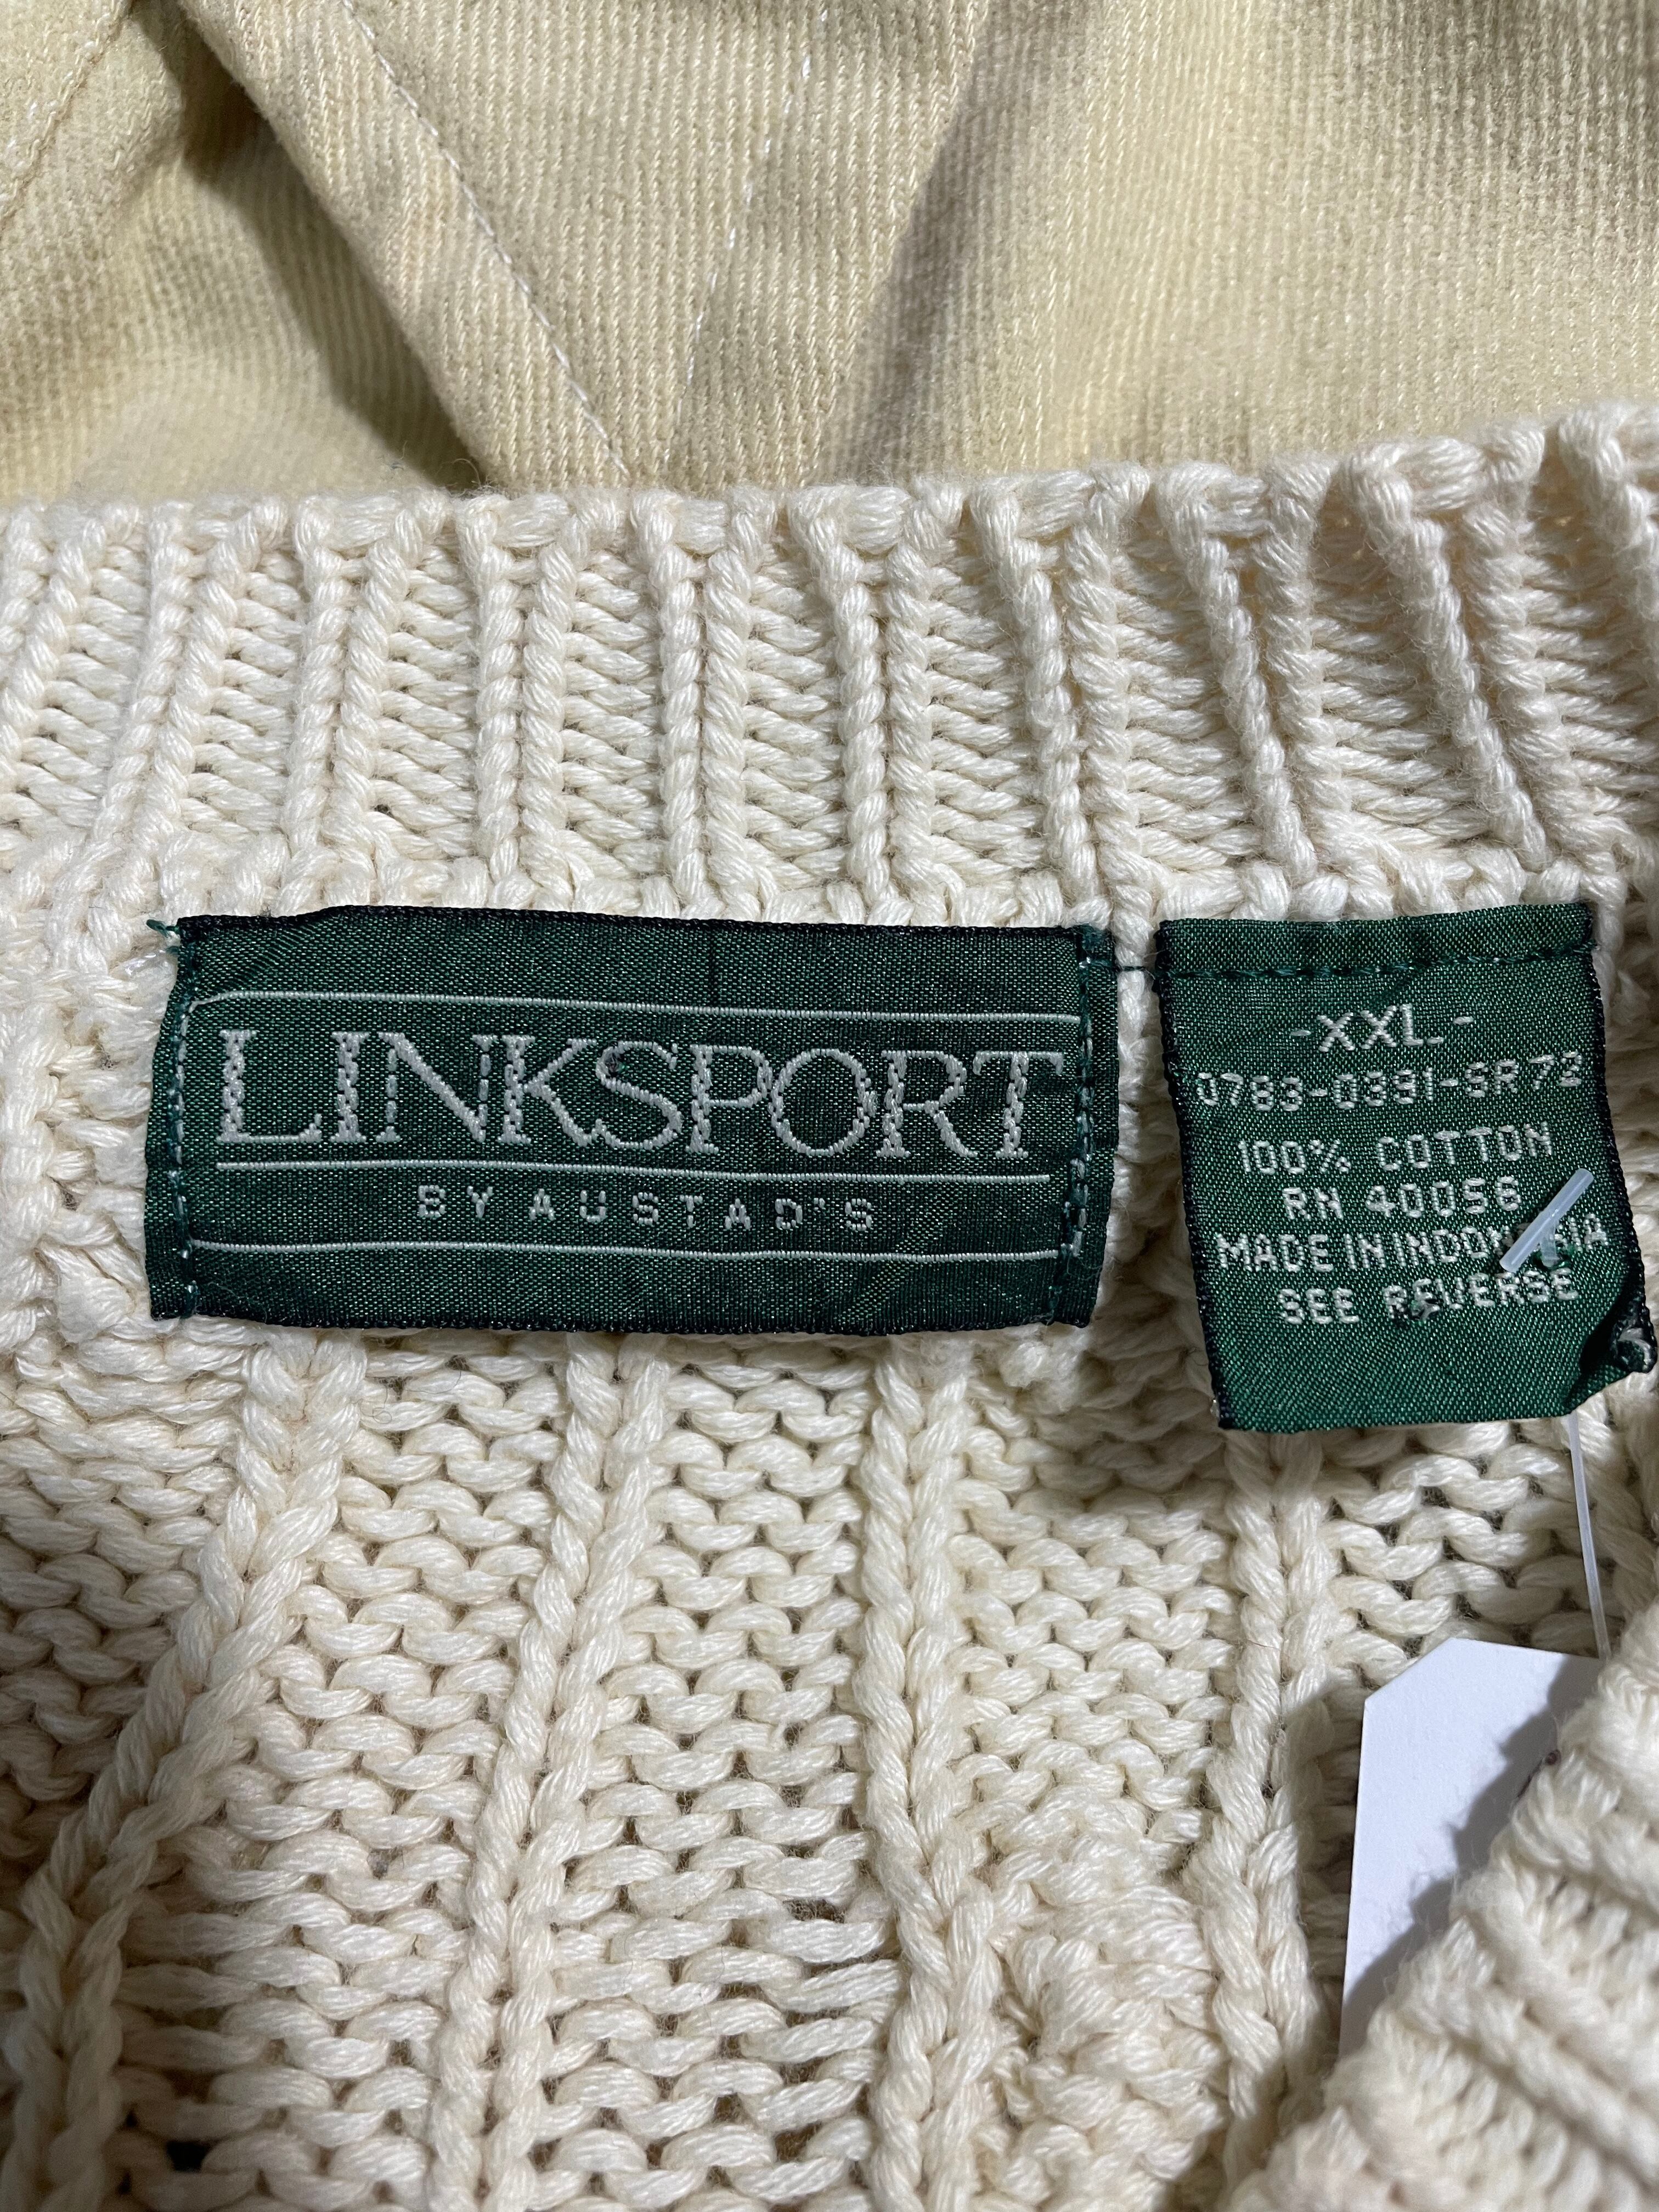 LINKSPORT
BY AUSTAD'S
-XXL-
0783-0391-SR72
100% COTTON
RN 40056
MADE IN INDONESIA
SEE REVERSE